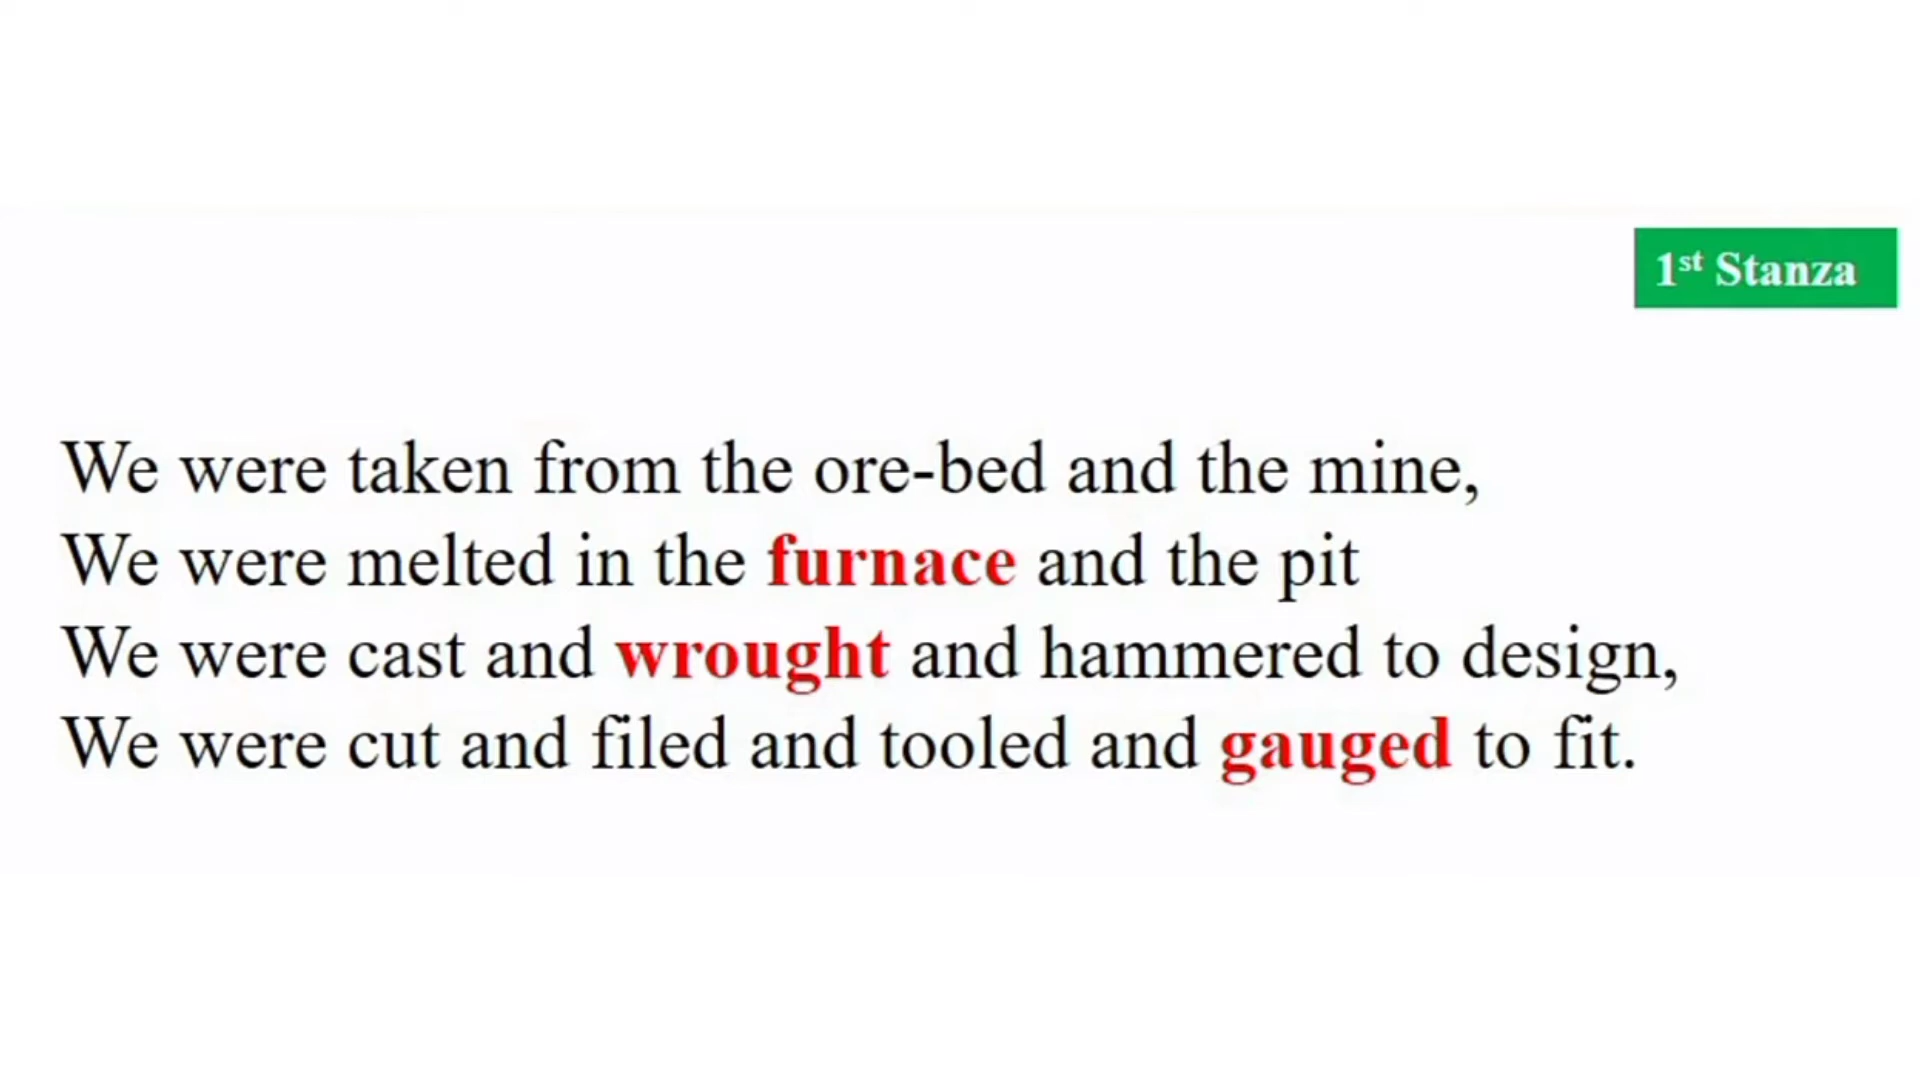 1st Stanza
We were taken from the ore-bed and the mine,
We were melted in the furnace and the pit
We were cast and wrought and hammered to design,
We were cut and filed and tooled and gauged to fit.